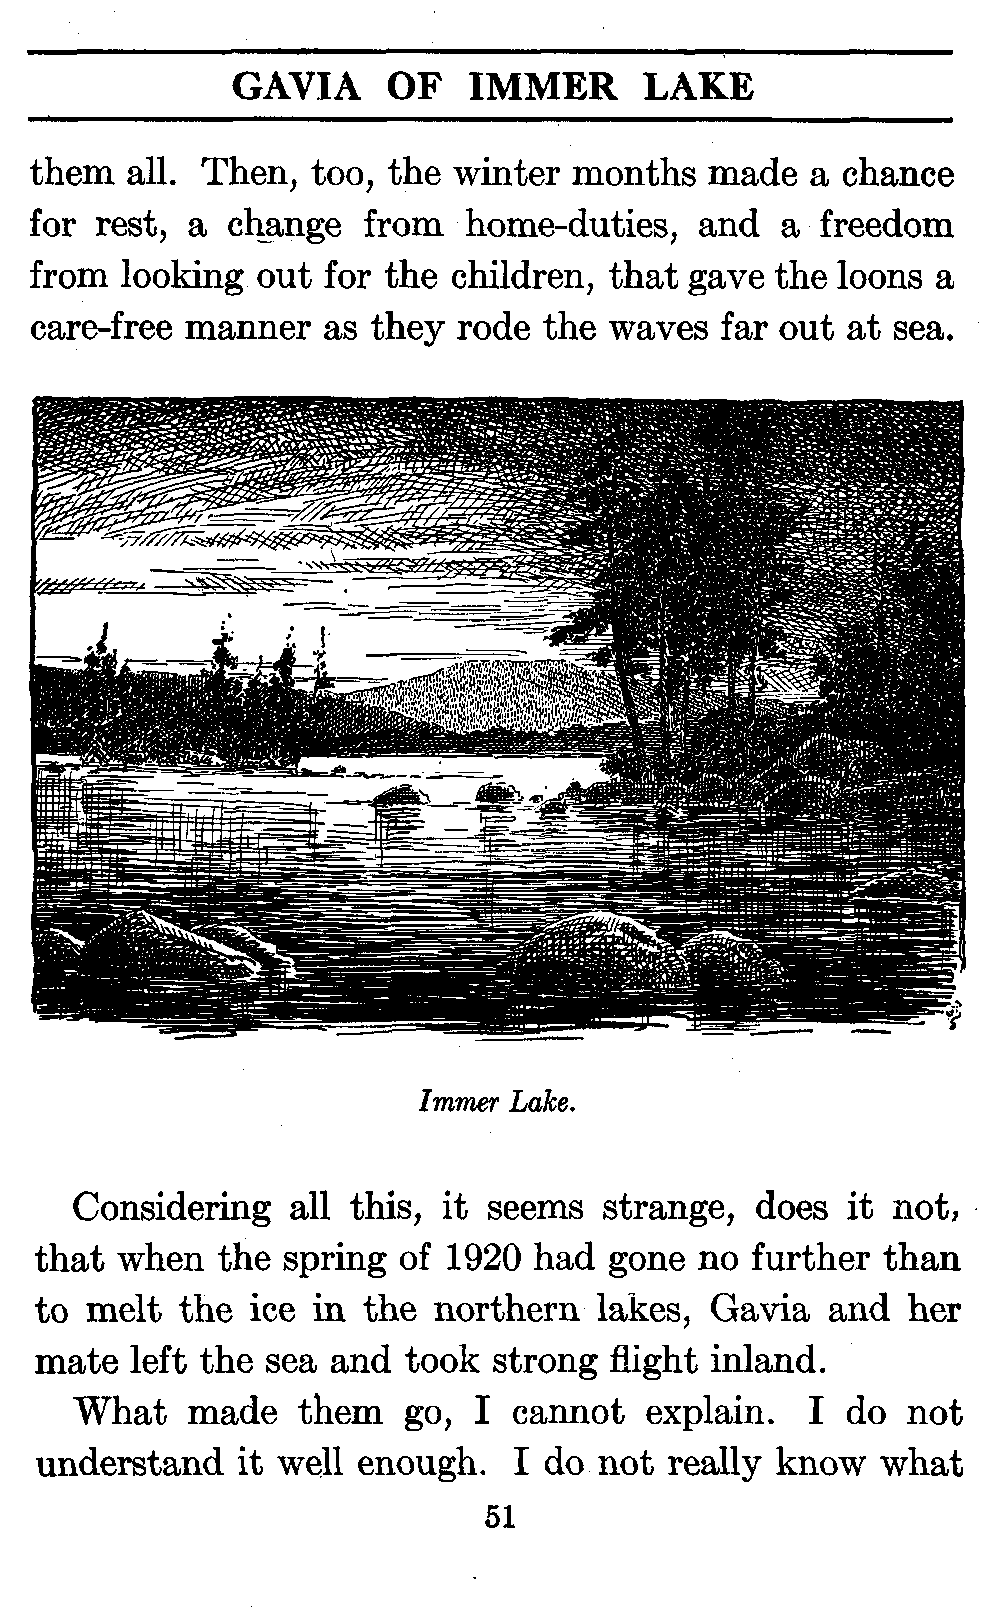 GAVIA OF IMMER LAKE
them all. Then, too, the winter months made a chance
for rest, a change from home-duties, and a freedom
from looking out for the children, that gave the loons a
care-free manner as they rode the waves far out at sea.
Immer Lake.
Considering all this, it seems strange, does it not,
that when the spring of 1920 had gone no further than
to melt the ice in the northern lakes, Gavia and her
mate left the sea and took strong flight inland.
What made them go, I cannot explain. I do not
understand it well enough. I do not really know what
51